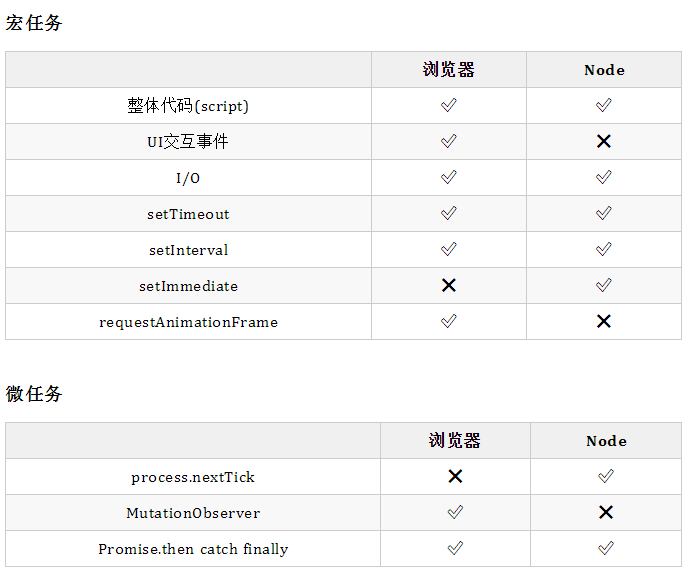 宏任务
浏览器 Node
整体代码(script) ✓ ✓
UI交互事件 ✓ ✕
I/O ✓ ✓
setTimeout ✓ ✓
setInterval ✓ ✓
setImmediate ✕ ✓
requestAnimationFrame ✓ ✕
微任务
浏览器 Node
process.nextTick ✕ ✓
MutationObserver ✓ ✕
Promise.then catch finally ✓ ✓